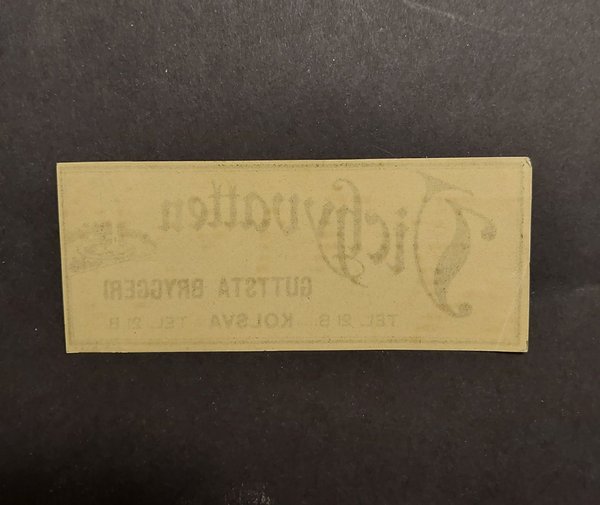 Vichyvatten
GUTTSTA BRYGGERI
TEL. 21 B. KOLSVA TEL. 21 B.